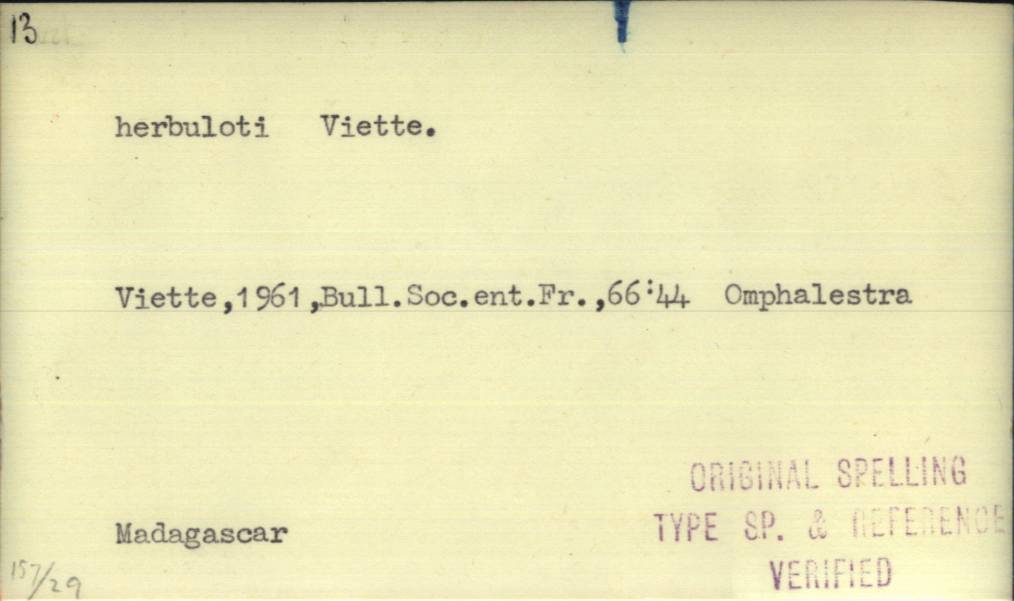 13
herbuloti Viette.
Viette,1961,Bull.Soc.ent.Fr.,66:44 Omphalestra
Madagascar
ORIGINAL SPELLING
TYPE SP. & REFERENCE
VERIFIED
157/29